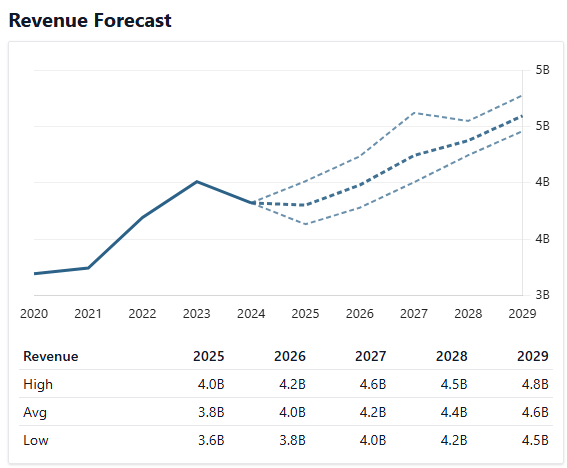 Revenue Forecast
5B
5B
4B
4B
3B
2020 2021 2022 2023 2024 2025 2026 2027 2028 2029
Revenue 2025 2026 2027 2028 2029
High 4.0B 4.2B 4.6B 4.5B 4.8B
Avg 3.8B 4.0B 4.2B 4.4B 4.6B
Low 3.6B 3.8B 4.0B 4.2B 4.5B